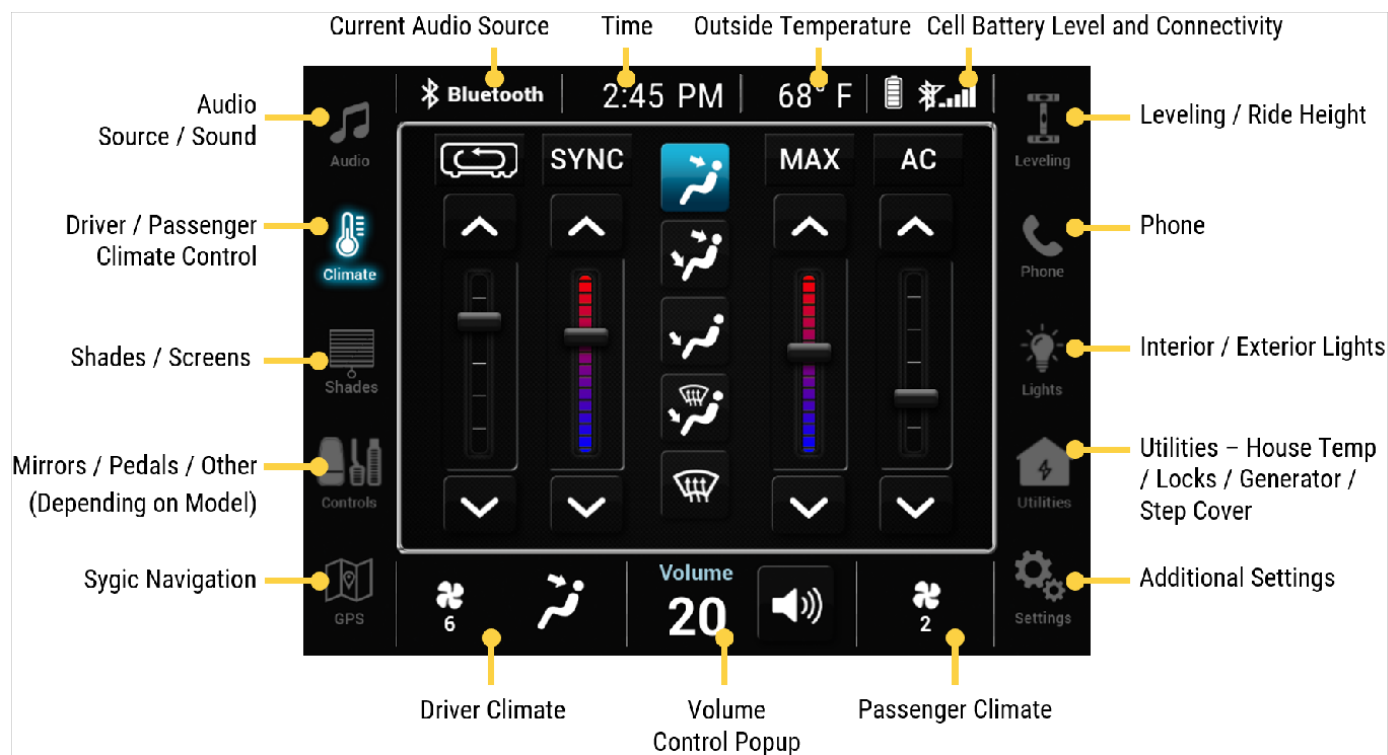 Current Audio Source
Time
Outside Temperature
Cell Battery Level and Connectivity
Bluetooth
2:45 PM
68° F
Audio
Source / Sound
Audio
Leveling
Leveling / Ride Height
SYNC
MAX
AC
Driver / Passenger
Climate Control
Climate
Phone
Phone
Shades / Screens
Shades
Lights
Interior / Exterior Lights
Mirrors / Pedals / Other
(Depending on Model)
Controls
Utilities
Utilities – House Temp
/ Locks / Generator /
Step Cover
Sygic Navigation
GPS
6
Volume
20
2
Settings
Additional Settings
Driver Climate
Volume
Control Popup
Passenger Climate